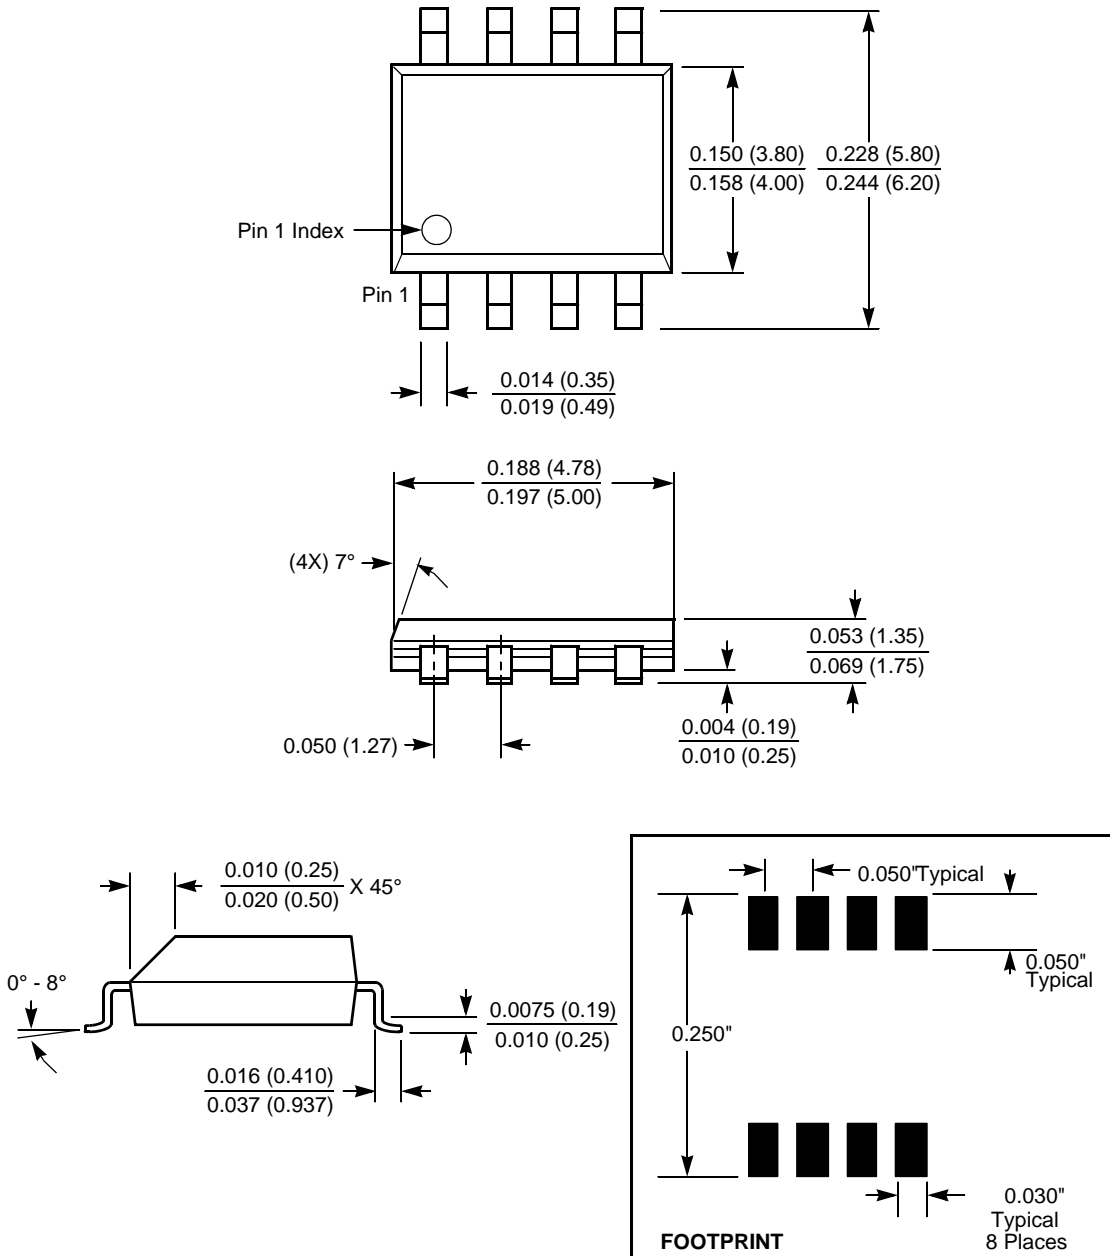 0.150 (3.80)
0.158 (4.00)
0.228 (5.80)
0.244 (6.20)
Pin 1 Index
Pin 1
0.014 (0.35)
0.019 (0.49)
0.188 (4.78)
0.197 (5.00)
(4X) 7°
0.053 (1.35)
0.069 (1.75)
0.004 (0.19)
0.010 (0.25)
0.050 (1.27)
0.010 (0.25)
0.020 (0.50)
X 45°
0° - 8°
0.0075 (0.19)
0.010 (0.25)
0.016 (0.410)
0.037 (0.937)
0.050"Typical
0.050"
Typical
0.250"
0.030"
Typical
8 Places
FOOTPRINT